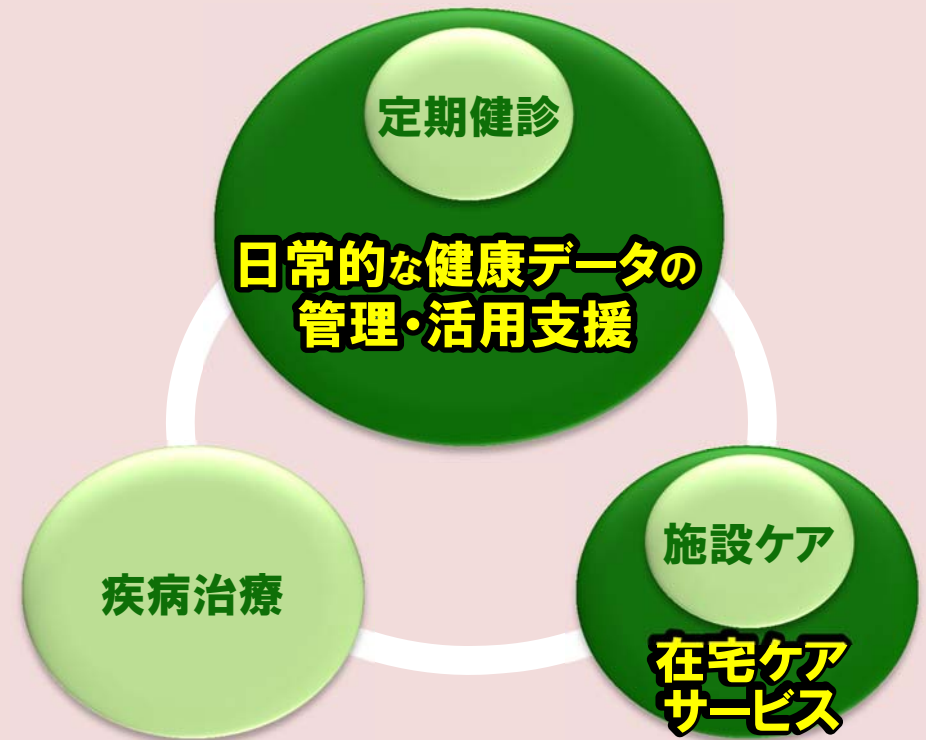 定期健診
日常的な健康データの
管理・活用支援
疾病治療
施設ケア
在宅ケア
サービス